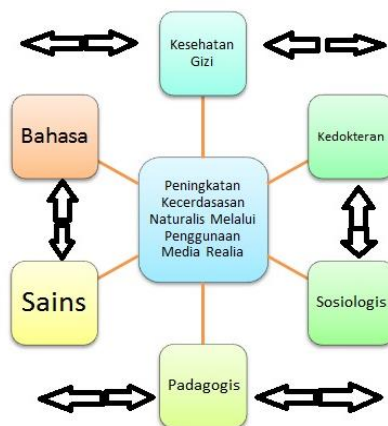 Kesehatan
Gizi
Bahasa
Kedokteran
Peningkatan
Kecerdasasan
Naturalis Melalui
Penggunaan
Media Realia
Sains
Sosiologis
Padagogis